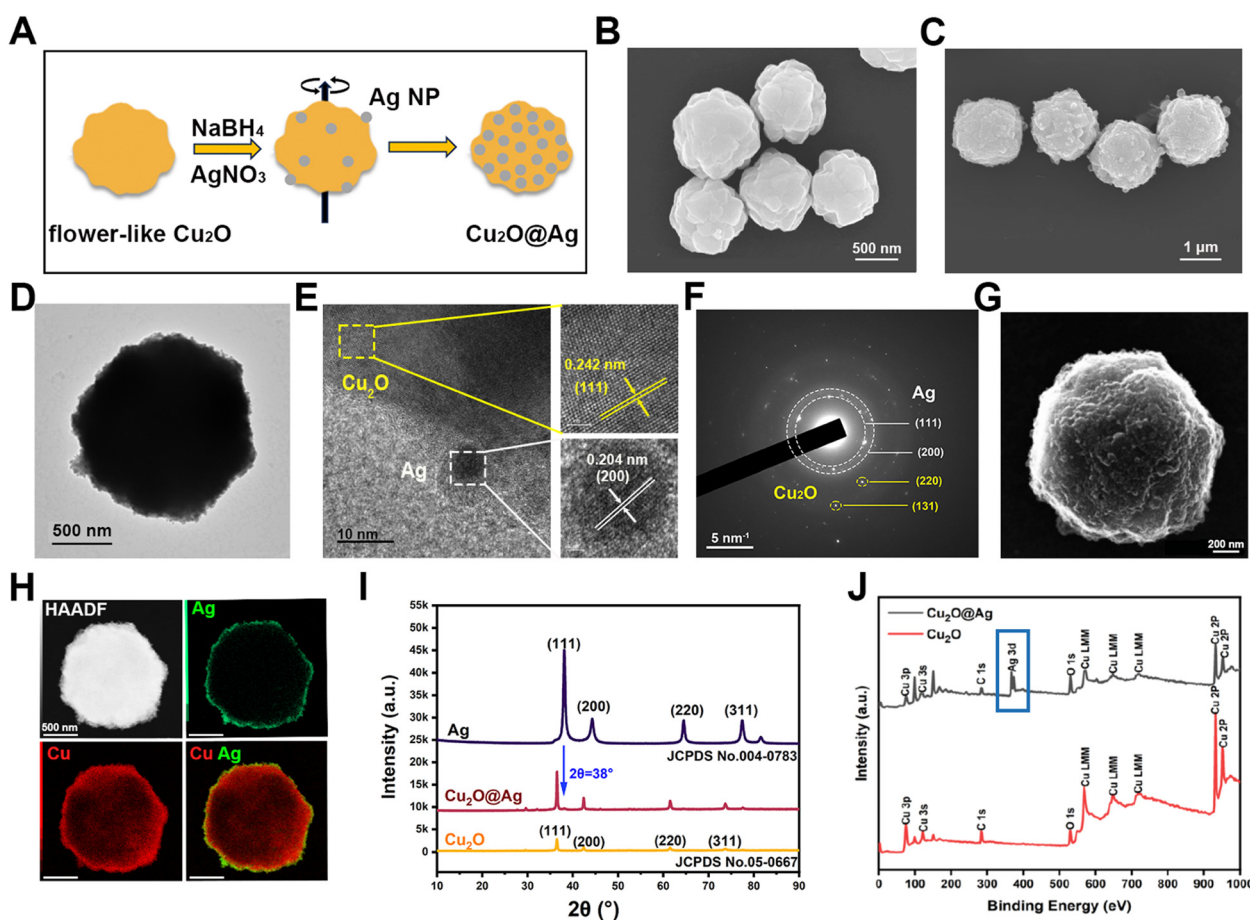 A
NaBH₄
AgNO₃
Ag NP
flower-like Cu₂O
Cu₂O@Ag
B
500 nm
C
1 μm
D
500 nm
E
Cu₂O
Ag
10 nm
0.242 nm
(111)
0.204 nm
(200)
F
Ag
(111)
(200)
Cu₂O
(220)
(131)
5 nm⁻¹
G
200 nm
H
HAADF
500 nm
Ag
Cu
Cu Ag
I
Intensity (a.u.)
55k
50k
45k
40k
35k
30k
25k
20k
15k
10k
5k
0
(111)
(200)
(220)
(311)
Ag
JCPDS No.004-0783
2θ=38°
Cu₂O@Ag
Cu₂O
(111)
(200)
(220)
(311)
JCPDS No.05-0667
10 20 30 40 50 60 70 80 90
2θ (°)
J
Intensity (a.u.)
Cu₂O@Ag
Cu₂O
Cu 3p
Cu 3s
C 1s
Ag 3d
O 1s
Cu LMM
Cu LMM
Cu LMM
Cu 2P
Cu 2P
Cu 3p
Cu 3s
C 1s
O 1s
Cu LMM
Cu LMM
Cu LMM
Cu 2P
Cu 2P
0 100 200 300 400 500 600 700 800 900 1000
Binding Energy (eV)